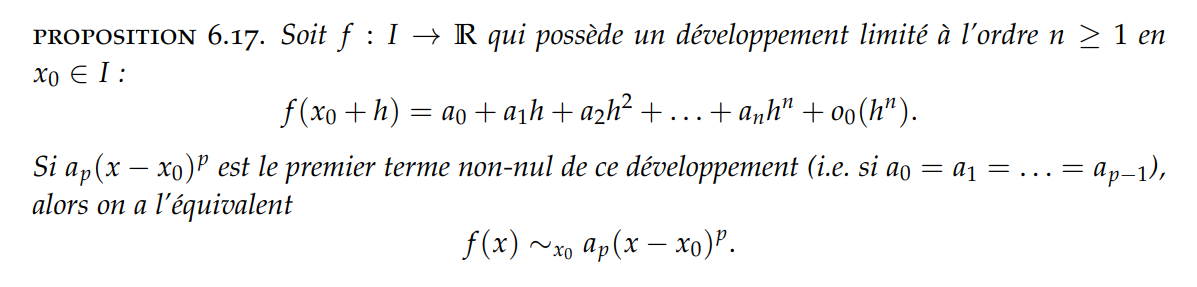 PROPOSITION 6.17. Soit f : I → ℝ qui possède un développement limité à l'ordre n ≥ 1 en
x₀ ∈ I :
f(x₀ + h) = a₀ + a₁h + a₂h² + … + aₙhⁿ + o₀(hⁿ).
Si aₚ(x − x₀)ᵖ est le premier terme non-nul de ce développement (i.e. si a₀ = a₁ = … = aₚ₋₁),
alors on a l'équivalent
f(x) ∼ₓ₀ aₚ(x − x₀)ᵖ.